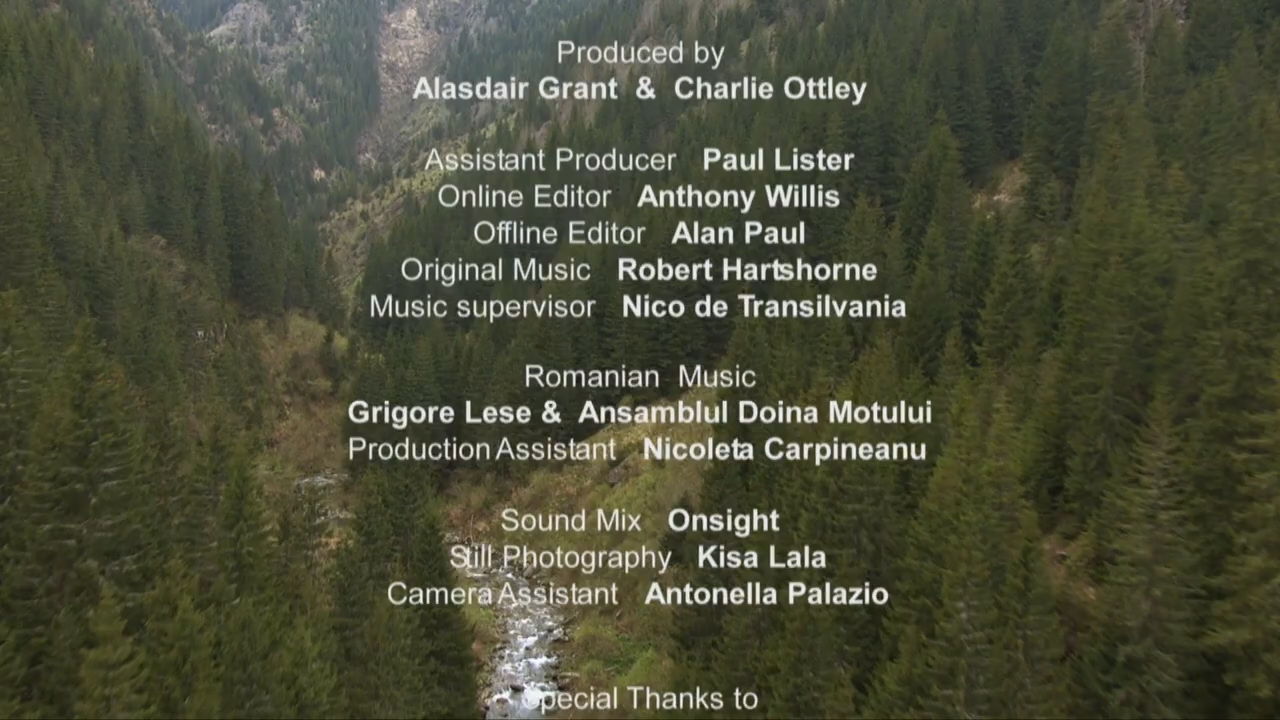 Produced by
Alasdair Grant & Charlie Ottley
Assistant Producer Paul Lister
Online Editor Anthony Willis
Offline Editor Alan Paul
Original Music Robert Hartshorne
Music supervisor Nico de Transilvania
Romanian Music
Grigore Lese & Ansamblul Doina Motului
Production Assistant Nicoleta Carpineanu
Sound Mix Onsight
Still Photography Kisa Lala
Camera Assistant Antonella Palazio
Special Thanks to